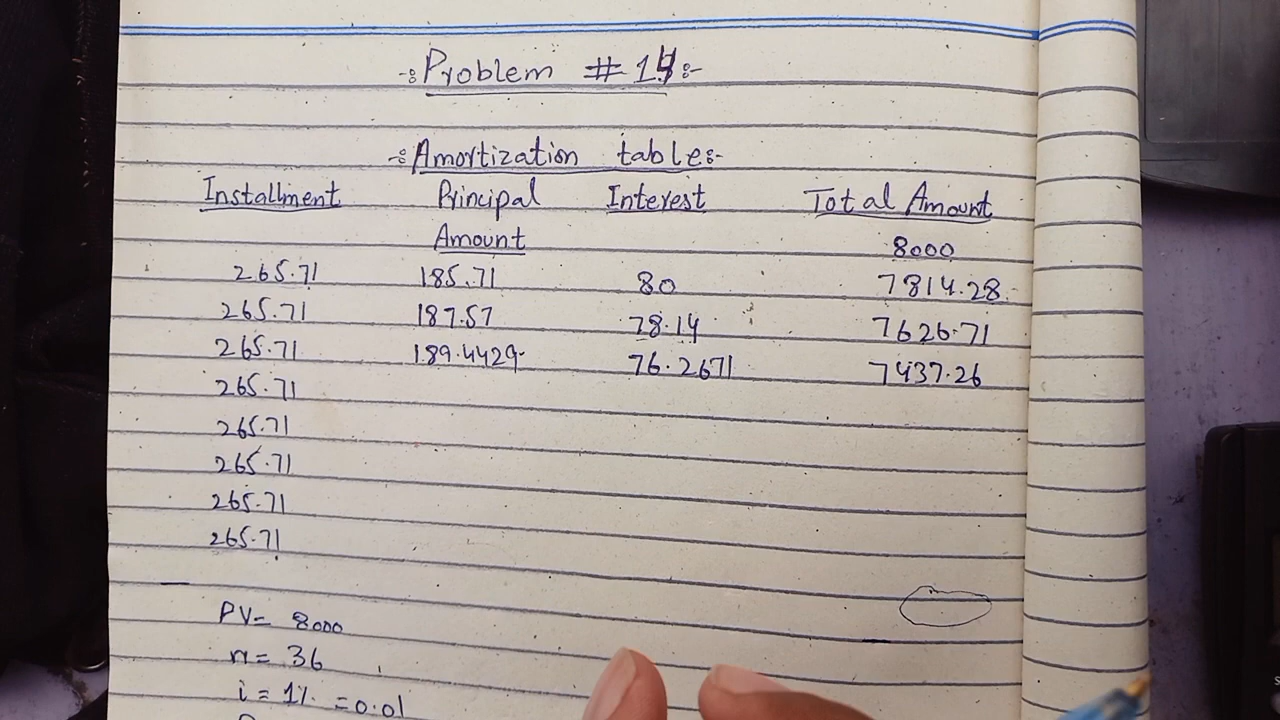 -: Problem # 14 :-
-: Amortization table :-
Installment Principal Interest Total Amount
Amount 8000
265.71 185.71 80 7814.28
265.71 187.57 78.14 7626.71
265.71 189.4429 76.2671 7437.26
265.71
265.71
265.71
265.71
265.71
PV= 8000
n= 36
i = 1% = 0.01